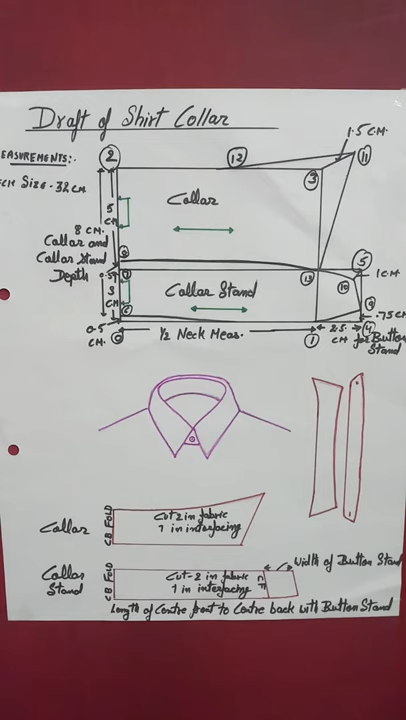 Draft of Shirt Collar
1.5 CM.
EASUREMENTS:-
ECH SIZE - 32 CM
2
12
11
3
Collar
5
CM
8 CM.
Collar and
Collar Stand
Depth
Collar Stand
3
CM
0.5
CM.
0
1/2 Neck Meas.
1
2.5
CM
for Button
Stand
13
5
1 CM
10
9
.75 CM
4
CB FOLD
Collar
Cut 2 in fabric
1 in interfacing
Width of Button Stand
Collar
Stand
CB FOLD
Cut - 2 in fabric
1 in interfacing
CF
Length of Centre front to Centre back with Button Stand